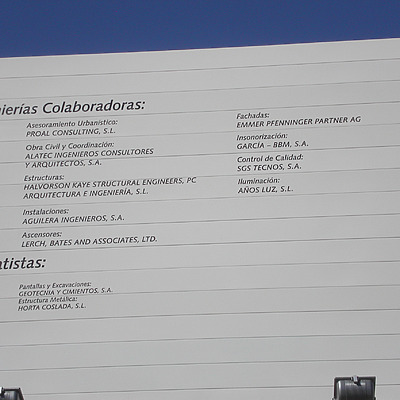 nierías Colaboradoras:
Asesoramiento Urbanístico:
PROAL CONSULTING, S.L.
Obra Civil y Coordinación:
ALATEC INGENIEROS CONSULTORES
Y ARQUITECTOS, S.A.
Estructuras:
HALVORSON KAYE STRUCTURAL ENGINEERS, PC
ARQUITECTURA E INGENIERÍA, S.L.
Instalaciones:
AGUILERA INGENIEROS, S.A.
Ascensores:
LERCH, BATES AND ASSOCIATES, LTD.
Fachadas:
EMMER PFENNINGER PARTNER AG
Insonorización:
GARCÍA – BBM, S.A.
Control de Calidad:
SGS TECNOS, S.A.
Iluminación:
AÑOS LUZ, S.L.
atistas:
Pantallas y Excavaciones:
GEOTECNIA Y CIMIENTOS, S.A.
Estructura Metálica:
HORTA COSLADA, S.L.